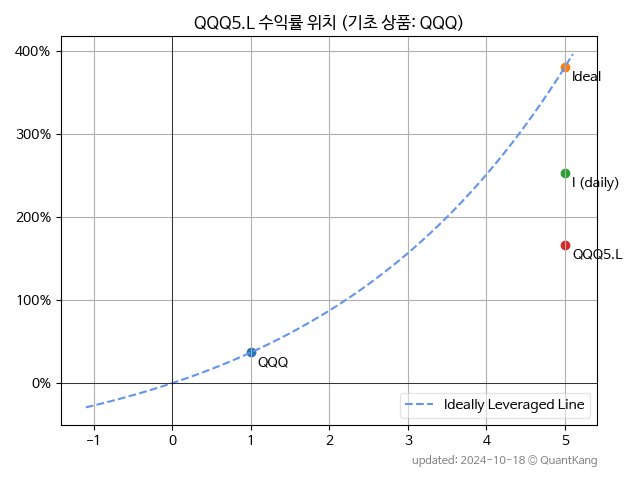 QQQ5.L 수익률 위치 (기초 상품: QQQ)
400%
300%
200%
100%
0%
Ideal
I (daily)
QQQ5.L
QQQ
Ideally Leveraged Line
-1
0
1
2
3
4
5
updated: 2024-10-18 © QuantKang